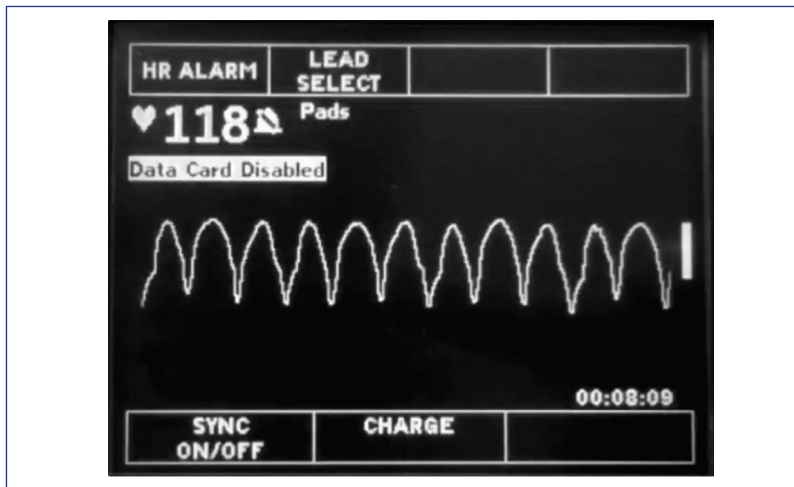 HR ALARM
LEAD
SELECT
118
Pads
Data Card Disabled
00:08:09
SYNC
ON/OFF
CHARGE